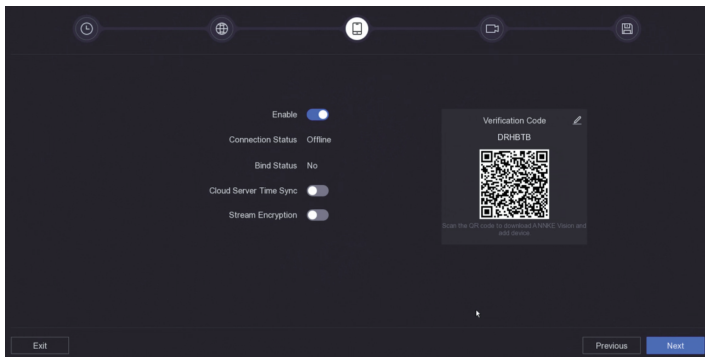 Enable
Connection Status Offline
Bind Status No
Cloud Server Time Sync
Stream Encryption
Verification Code
DRHBTB
Scan the QR code to download ANNKE Vision and
add device.
Exit
Previous
Next